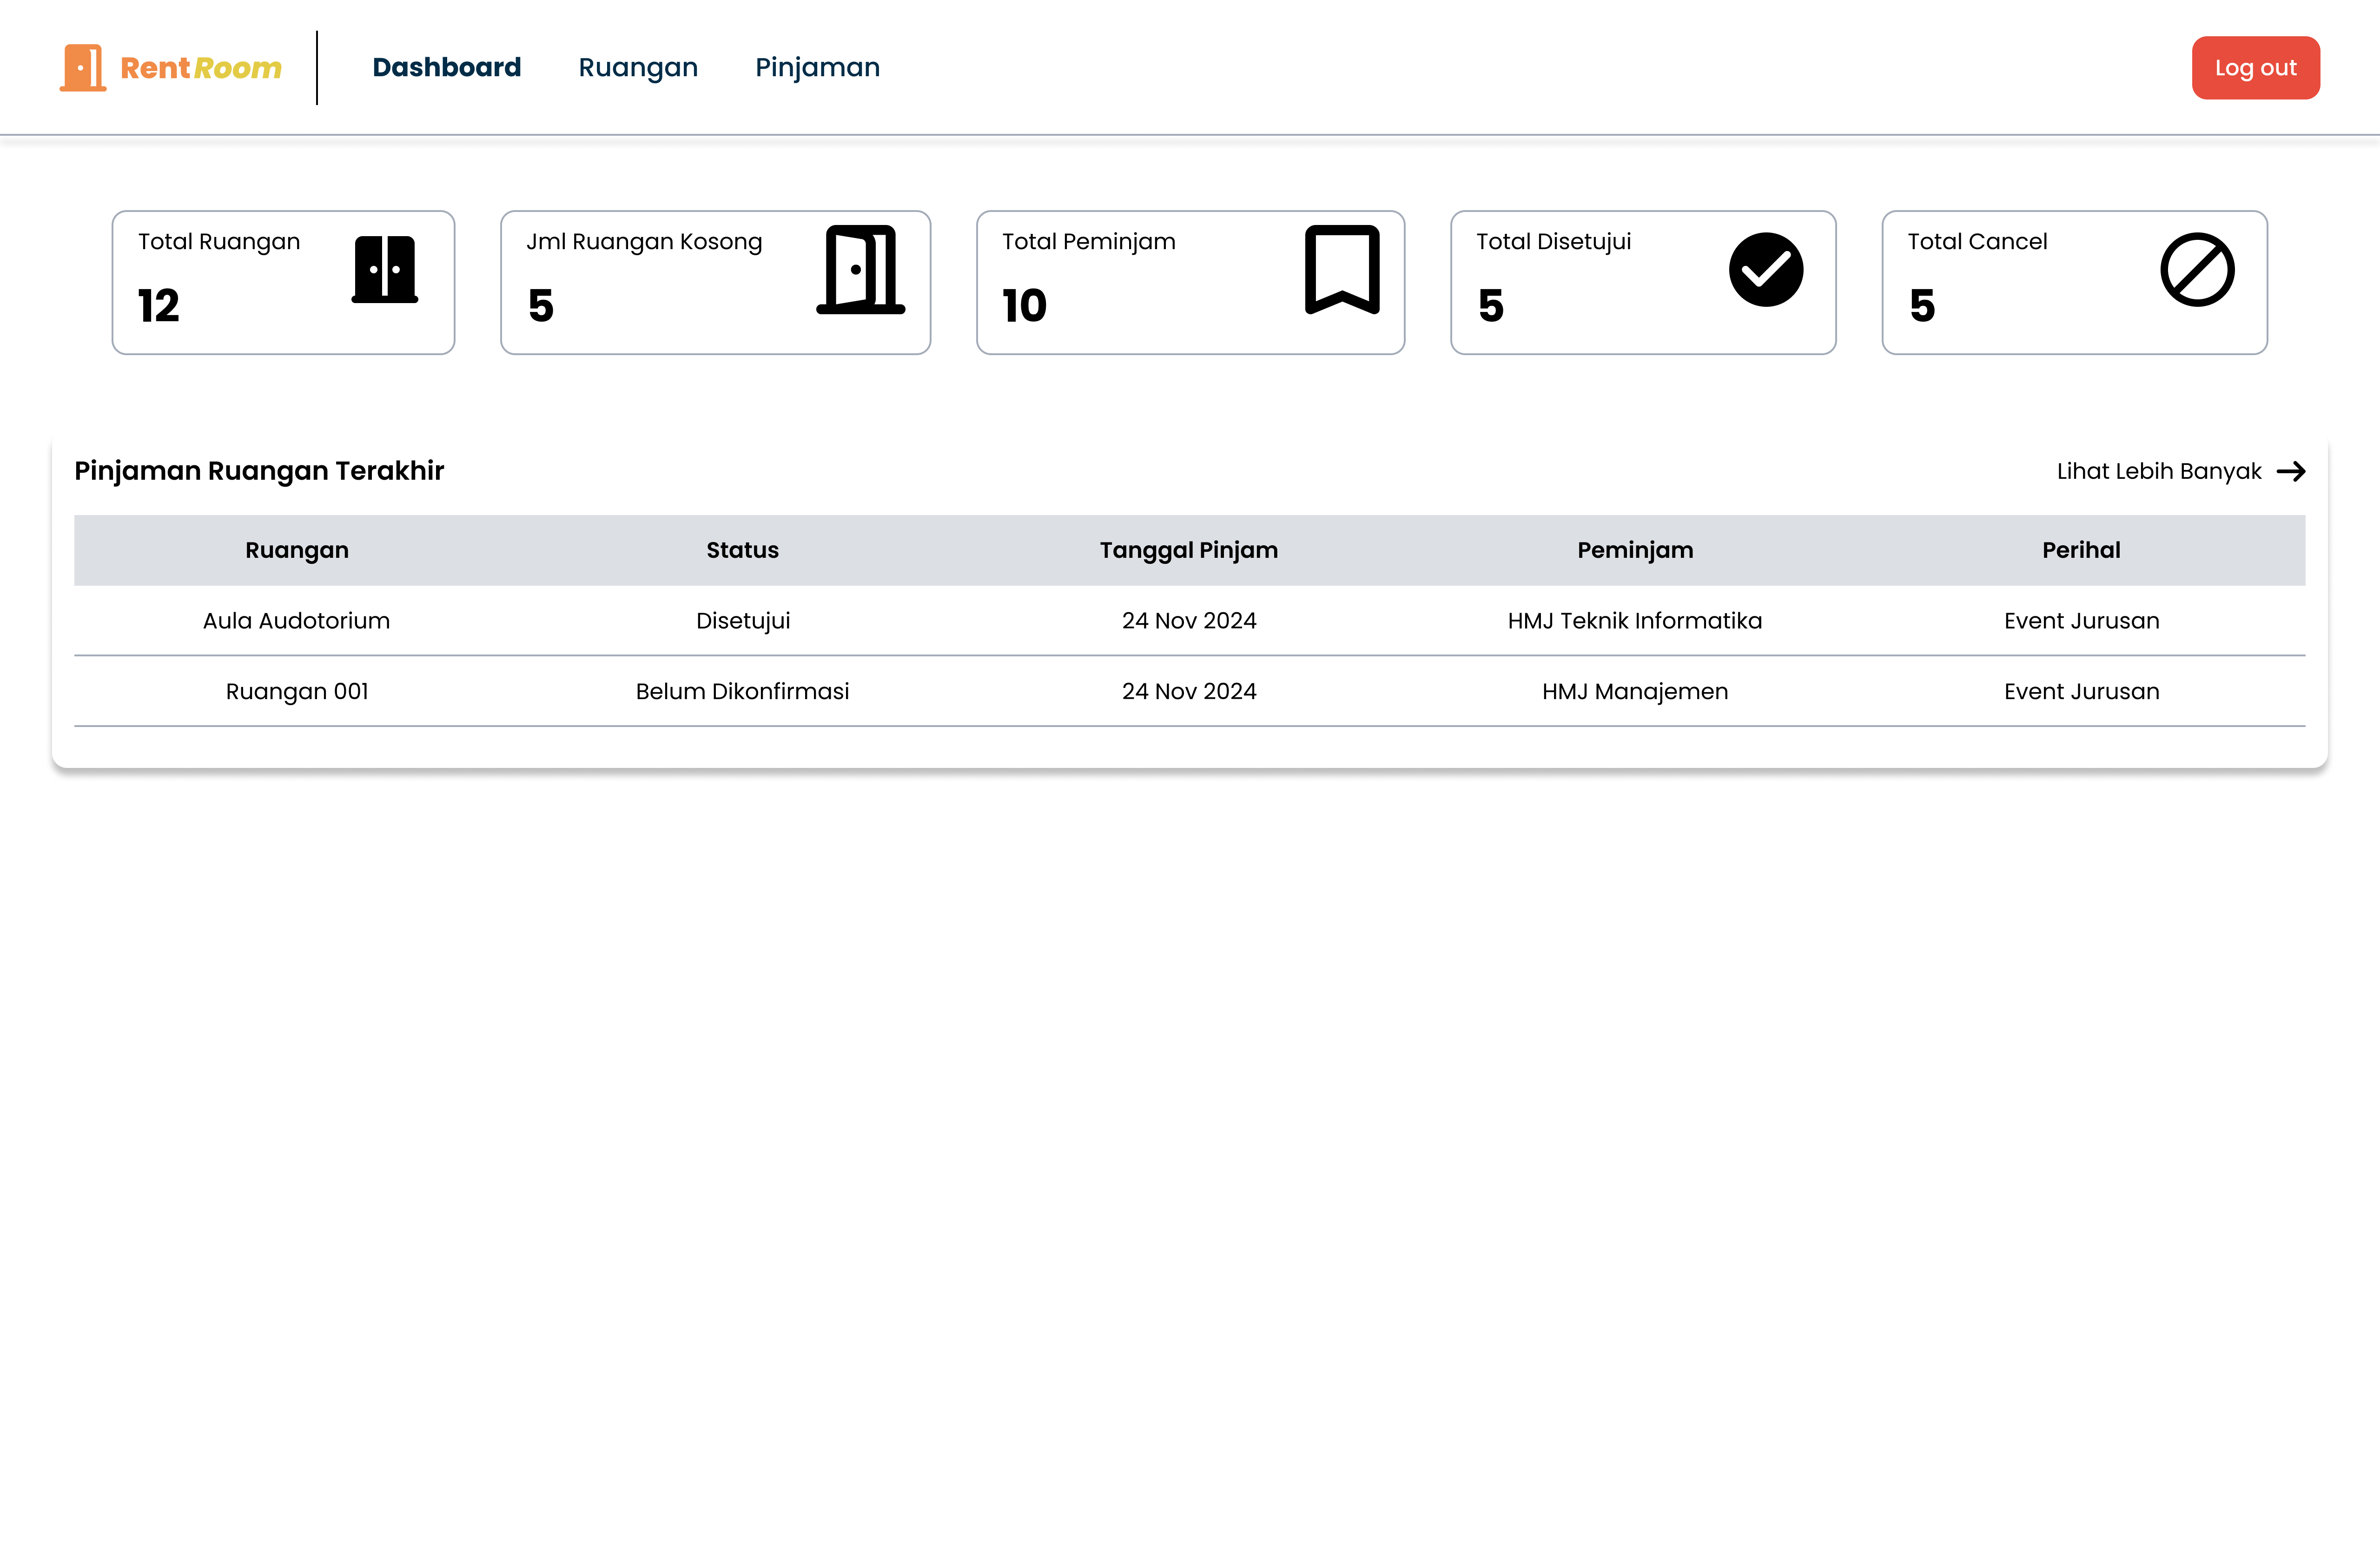 RentRoom Dashboard Ruangan Pinjaman Log out
Total Ruangan Jml Ruangan Kosong Total Peminjam Total Disetujui Total Cancel
12 5 10 5 5
Pinjaman Ruangan Terakhir Lihat Lebih Banyak
Ruangan Status Tanggal Pinjam Peminjam Perihal
Aula Audotorium Disetujui 24 Nov 2024 HMJ Teknik Informatika Event Jurusan
Ruangan 001 Belum Dikonfirmasi 24 Nov 2024 HMJ Manajemen Event Jurusan